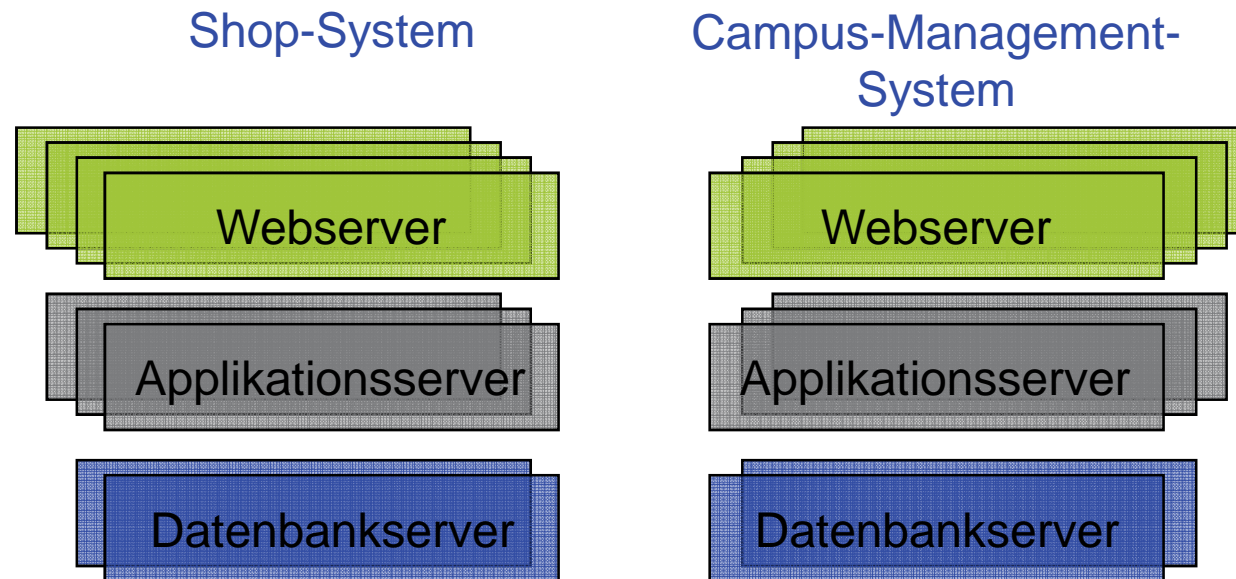 Shop-System
Campus-Management-
System
Webserver
Webserver
Applikationsserver
Applikationsserver
Datenbankserver
Datenbankserver